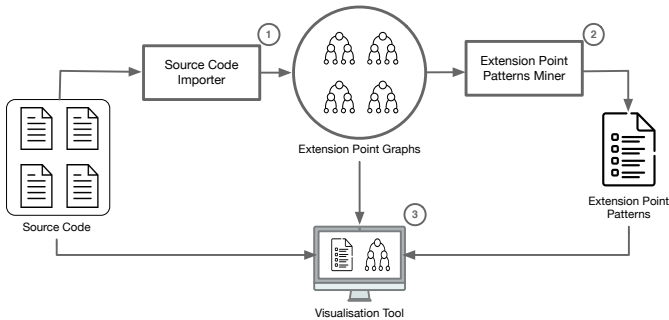 1
Source Code
Importer
2
Extension Point
Patterns Miner
Extension Point Graphs
Source Code
Extension Point
Patterns
3
Visualisation Tool